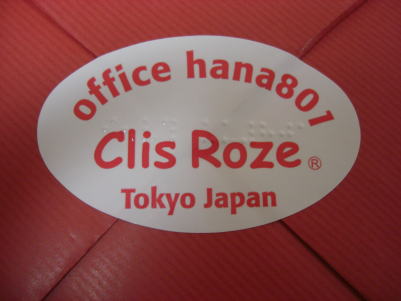 office hana801
Clis Roze®
Tokyo Japan